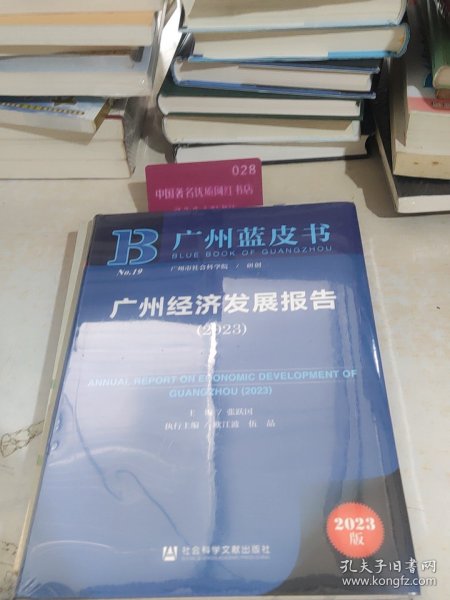 028
中国著名优质网红书店
B
No.19
广州蓝皮书
BLUE BOOK OF GUANGZHOU
广州市社会科学院 / 研创
广州经济发展报告
(2023)
ANNUAL REPORT ON ECONOMIC DEVELOPMENT OF
GUANGZHOU (2023)
主 编 / 张跃国
执行主编 / 欧江波 伍 晶
2023
版
社会科学文献出版社
孔夫子旧书网
www.kongfz.com